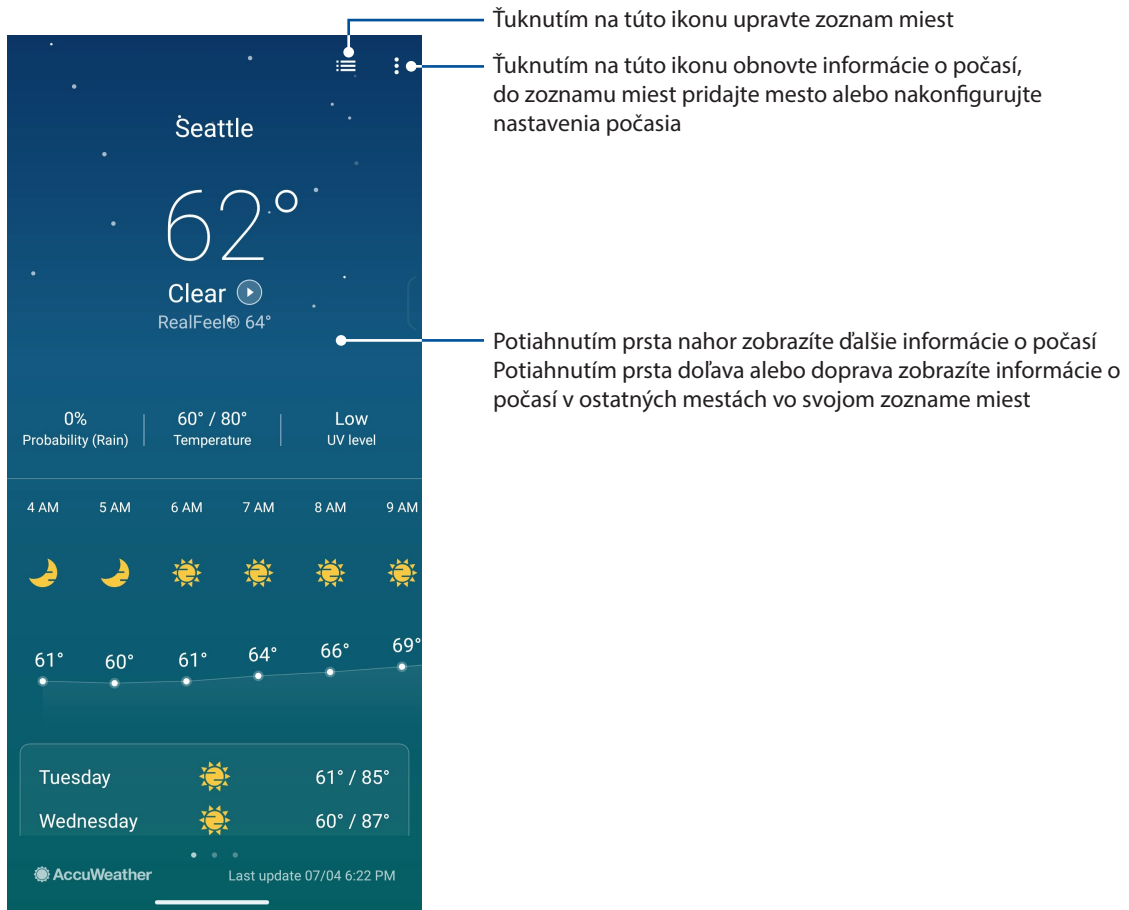 Ťuknutím na túto ikonu upravte zoznam miest
Ťuknutím na túto ikonu obnovte informácie o počasí,
do zoznamu miest pridajte mesto alebo nakonfigurujte
nastavenia počasia
Seattle
62°
Clear
RealFeel® 64°
Potiahnutím prsta nahor zobrazíte ďalšie informácie o počasí
Potiahnutím prsta doľava alebo doprava zobrazíte informácie o
počasí v ostatných mestách vo svojom zozname miest
0% 60° / 80° Low
Probability (Rain) Temperature UV level
4 AM 5 AM 6 AM 7 AM 8 AM 9 AM
61° 60° 61° 64° 66° 69°
Tuesday 61° / 85°
Wednesday 60° / 87°
AccuWeather Last update 07/04 6:22 PM